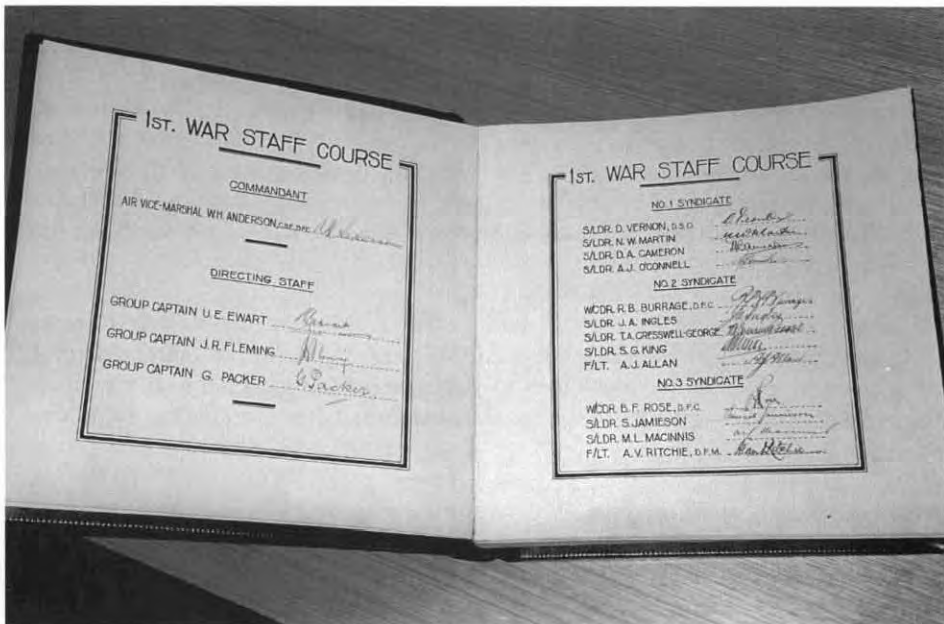 1ST. WAR STAFF COURSE
COMMANDANT
AIR VICE-MARSHAL W.H. ANDERSON, C.B.E. D.F.C.
DIRECTING STAFF
GROUP CAPTAIN U. E. EWART
GROUP CAPTAIN J. R. FLEMING
GROUP CAPTAIN G. PACKER G Packer
1ST. WAR STAFF COURSE
NO. 1 SYNDICATE
S/LDR. D. VERNON, D.S.O.
S/LDR. N. W. MARTIN
S/LDR. D. A. CAMERON
S/LDR. A. J. O'CONNELL
NO. 2 SYNDICATE
W/CDR. R. B. BURRAGE, D.F.C.
S/LDR. J. A. INGLES
S/LDR. T.A. CRESSWELL-GEORGE
S/LDR. S. G. KING
F/LT. A. J. ALLAN
NO. 3 SYNDICATE
W/CDR. B. F. ROSE, D.F.C.
S/LDR. S. JAMIESON
S/LDR. M. L. MACINNIS
F/LT. A. V. RITCHIE, D.F.M.